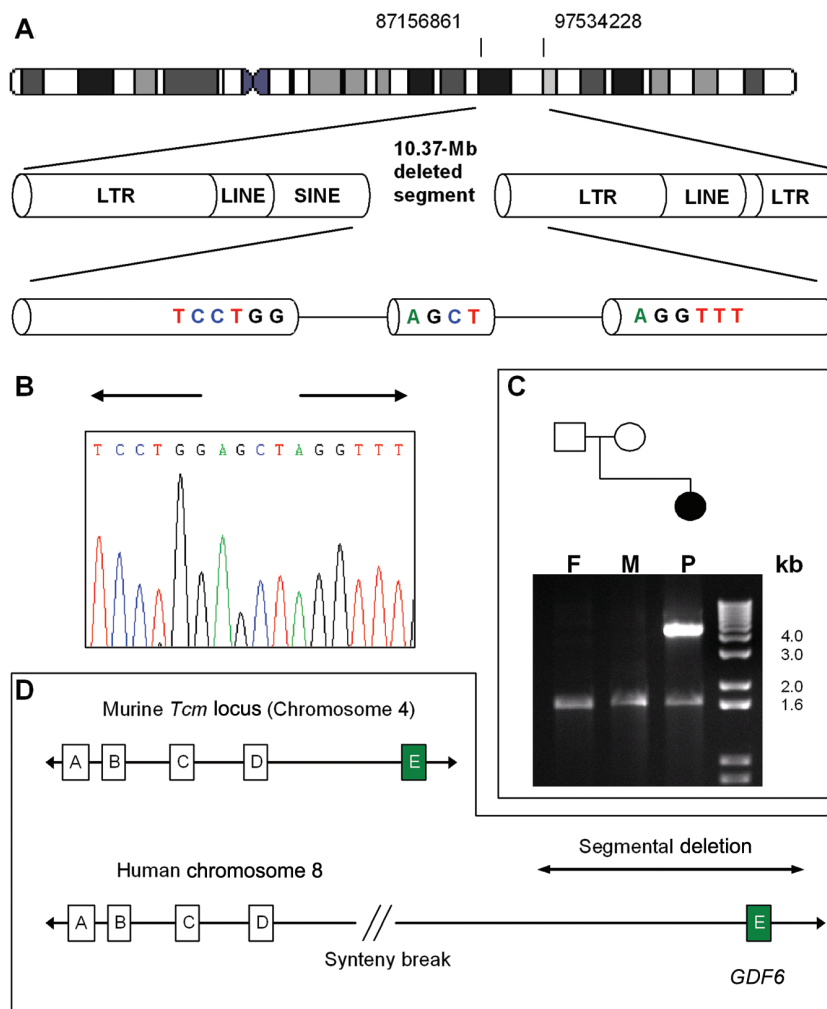 A
87156861 97534228
10.37-Mb
deleted
segment
LTR LINE SINE LTR LINE LTR
TCCTGG AGCT AGGTTT
B
TCCTGGAGCTAGGTTT
C
F M P kb
4.0
3.0
2.0
1.6
D
Murine Tcm locus (Chromosome 4)
A B C D E
Segmental deletion
Human chromosome 8
A B C D E
Synteny break
GDF6